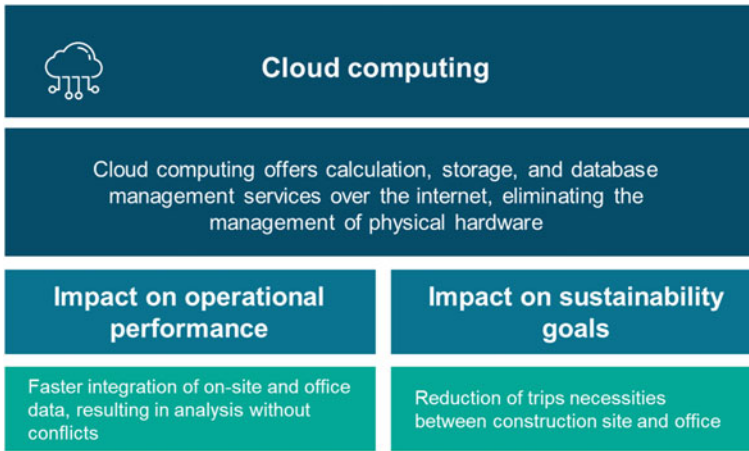 Cloud computing
Cloud computing offers calculation, storage, and database
management services over the internet, eliminating the
management of physical hardware
Impact on operational
performance
Impact on sustainability
goals
Faster integration of on-site and office
data, resulting in analysis without
conflicts
Reduction of trips necessities
between construction site and office